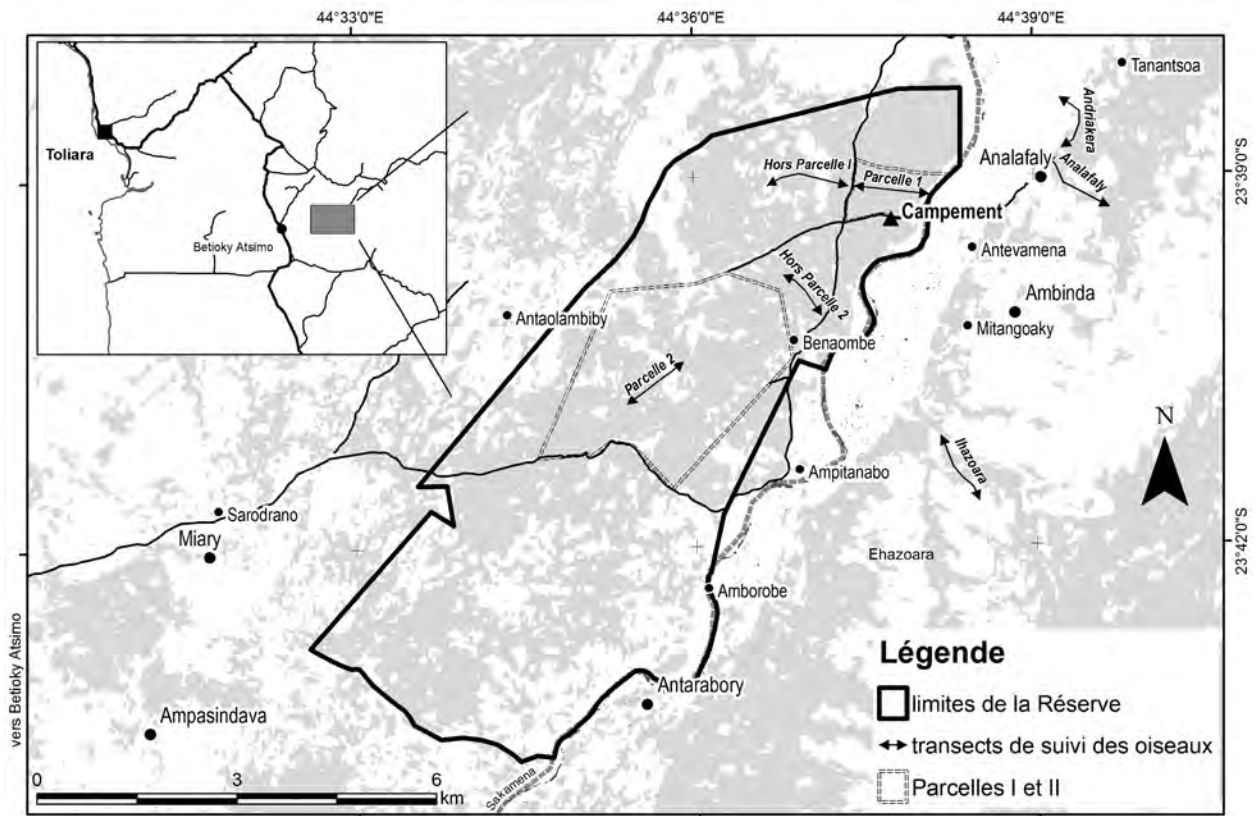 44°33'0"E
44°36'0"E
44°39'0"E
Tanantsoa
Andriakera
Toliara
Analafaly
Analafaly
23°39'0"S
Hors Parcelle I
Parcelle 1
Campement
Betioky Atsimo
Antevamena
Hors Parcelle 2
Ambinda
Antaolambiby
Mitangoaky
Benaombe
Parcelle 2
N
Ihazoara
Ampitanabo
Sarodrano
Miary
23°42'0"S
Ehazoara
Amborobe
vers Betioky Atsimo
Légende
Antarabory
limites de la Réserve
Ampasindava
transects de suivi des oiseaux
0 3 6
km
Sakamena
Parcelles I et II